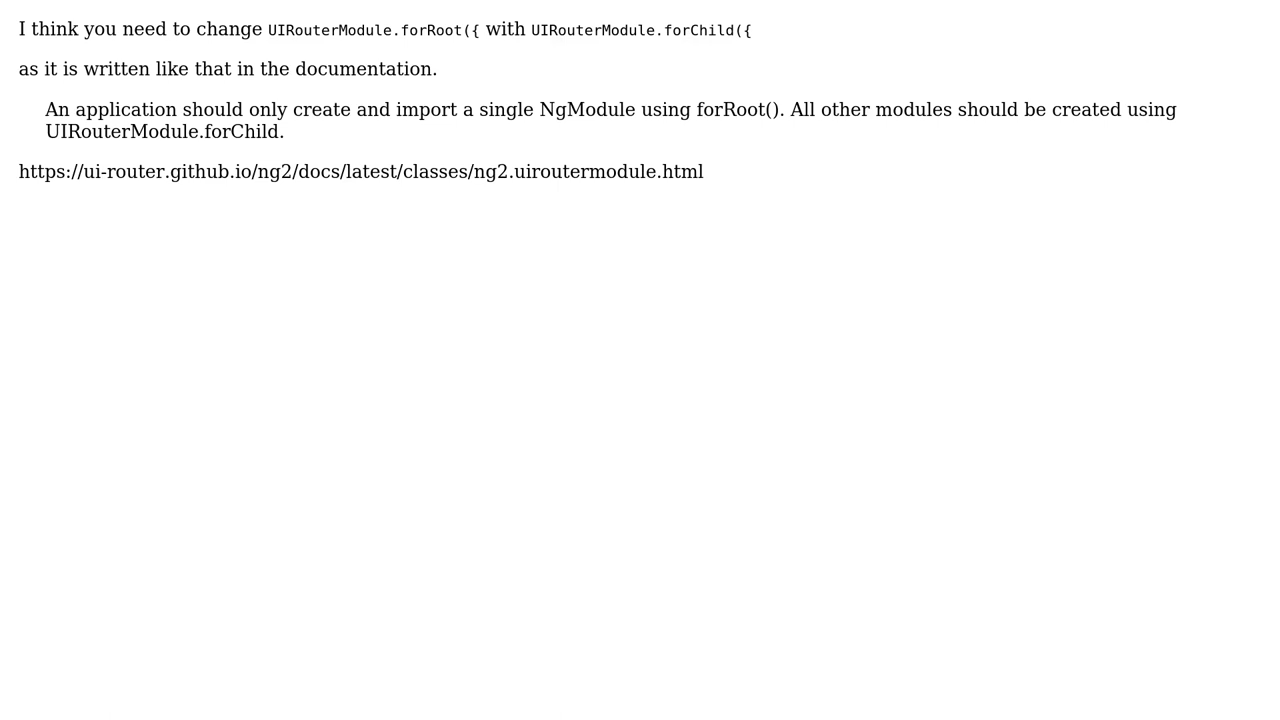 I think you need to change UIRouterModule.forRoot({ with UIRouterModule.forChild({
as it is written like that in the documentation.
An application should only create and import a single NgModule using forRoot(). All other modules should be created using
UIRouterModule.forChild.
https://ui-router.github.io/ng2/docs/latest/classes/ng2.uiroutermodule.html